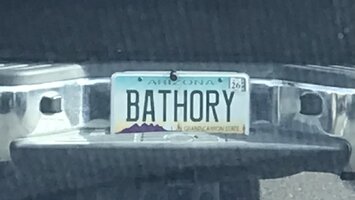 ARIZONA
26
BATHORY
GRAND CANYON STATE